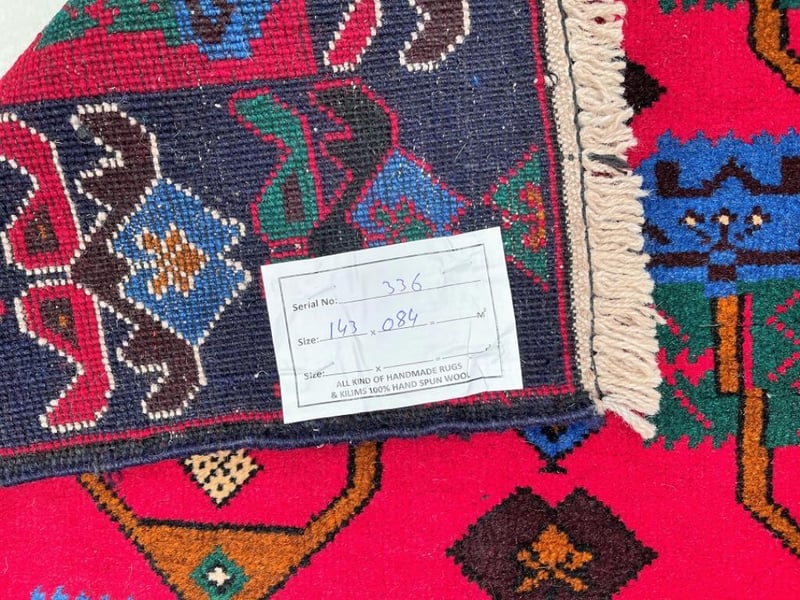 Serial No: 336
Size: 143 x 084 = M²
Size: x =
ALL KIND OF HANDMADE RUGS
& KILIMS 100% HAND SPUN WOOL